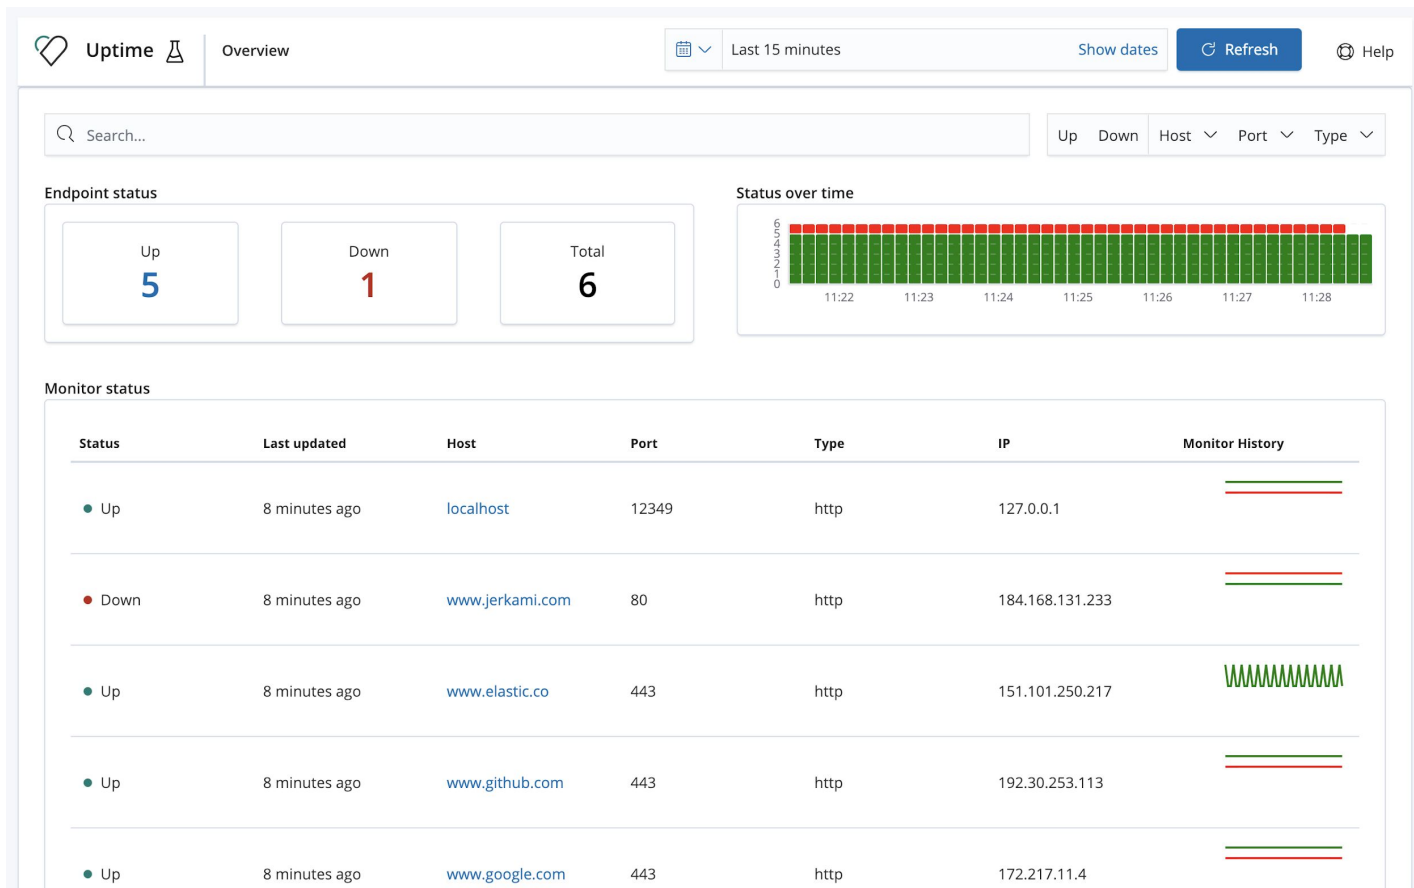 Uptime Overview Last 15 minutes Show dates Refresh Help
Search... Up Down Host Port Type
Endpoint status
Up Down Total
5 1 6
Status over time
6
5
4
3
2
1
0
11:22 11:23 11:24 11:25 11:26 11:27 11:28
Monitor status
Status Last updated Host Port Type IP Monitor History
Up 8 minutes ago localhost 12349 http 127.0.0.1
Down 8 minutes ago www.jerkami.com 80 http 184.168.131.233
Up 8 minutes ago www.elastic.co 443 http 151.101.250.217
Up 8 minutes ago www.github.com 443 http 192.30.253.113
Up 8 minutes ago www.google.com 443 http 172.217.11.4